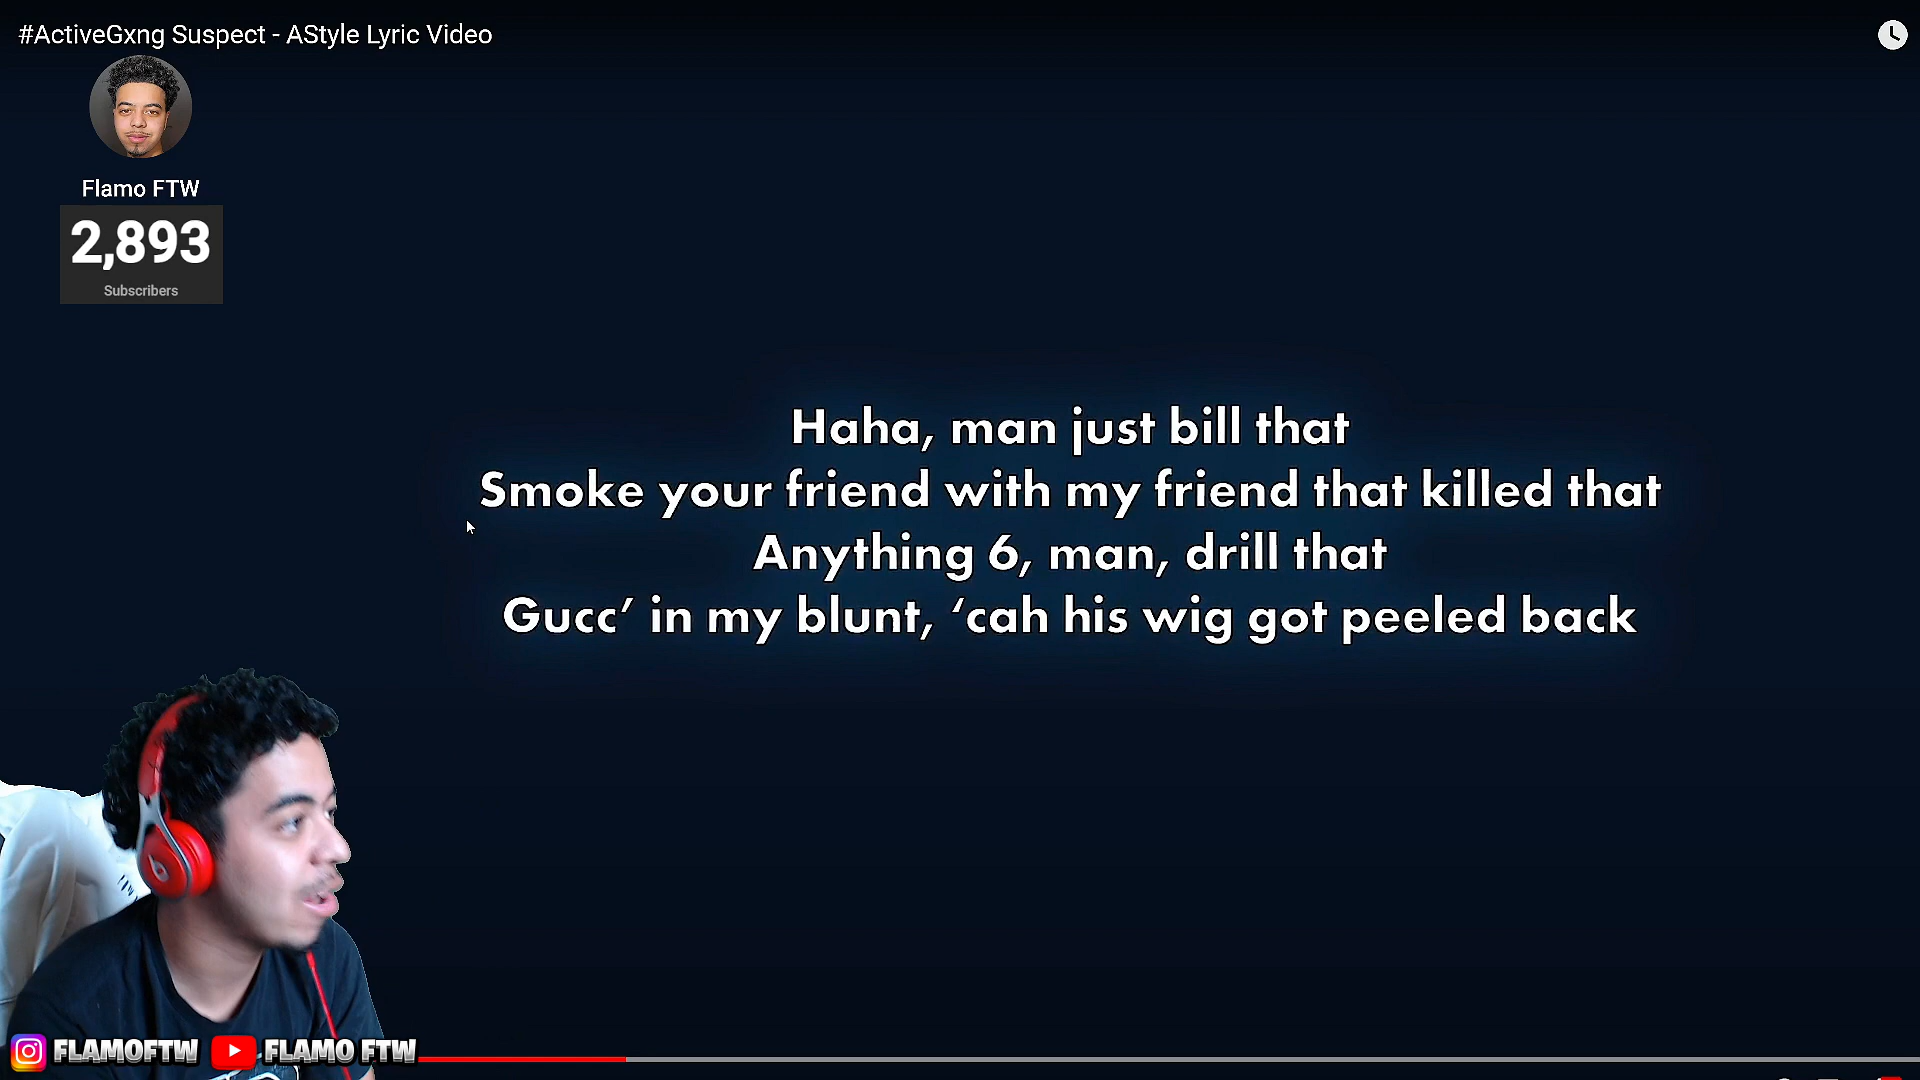 #ActiveGxng Suspect - AStyle Lyric Video
Flamo FTW
2,893
Subscribers
Haha, man just bill that
Smoke your friend with my friend that killed that
Anything 6, man, drill that
Gucc’ in my blunt, ‘cah his wig got peeled back
FLAMOFTW FLAMO FTW